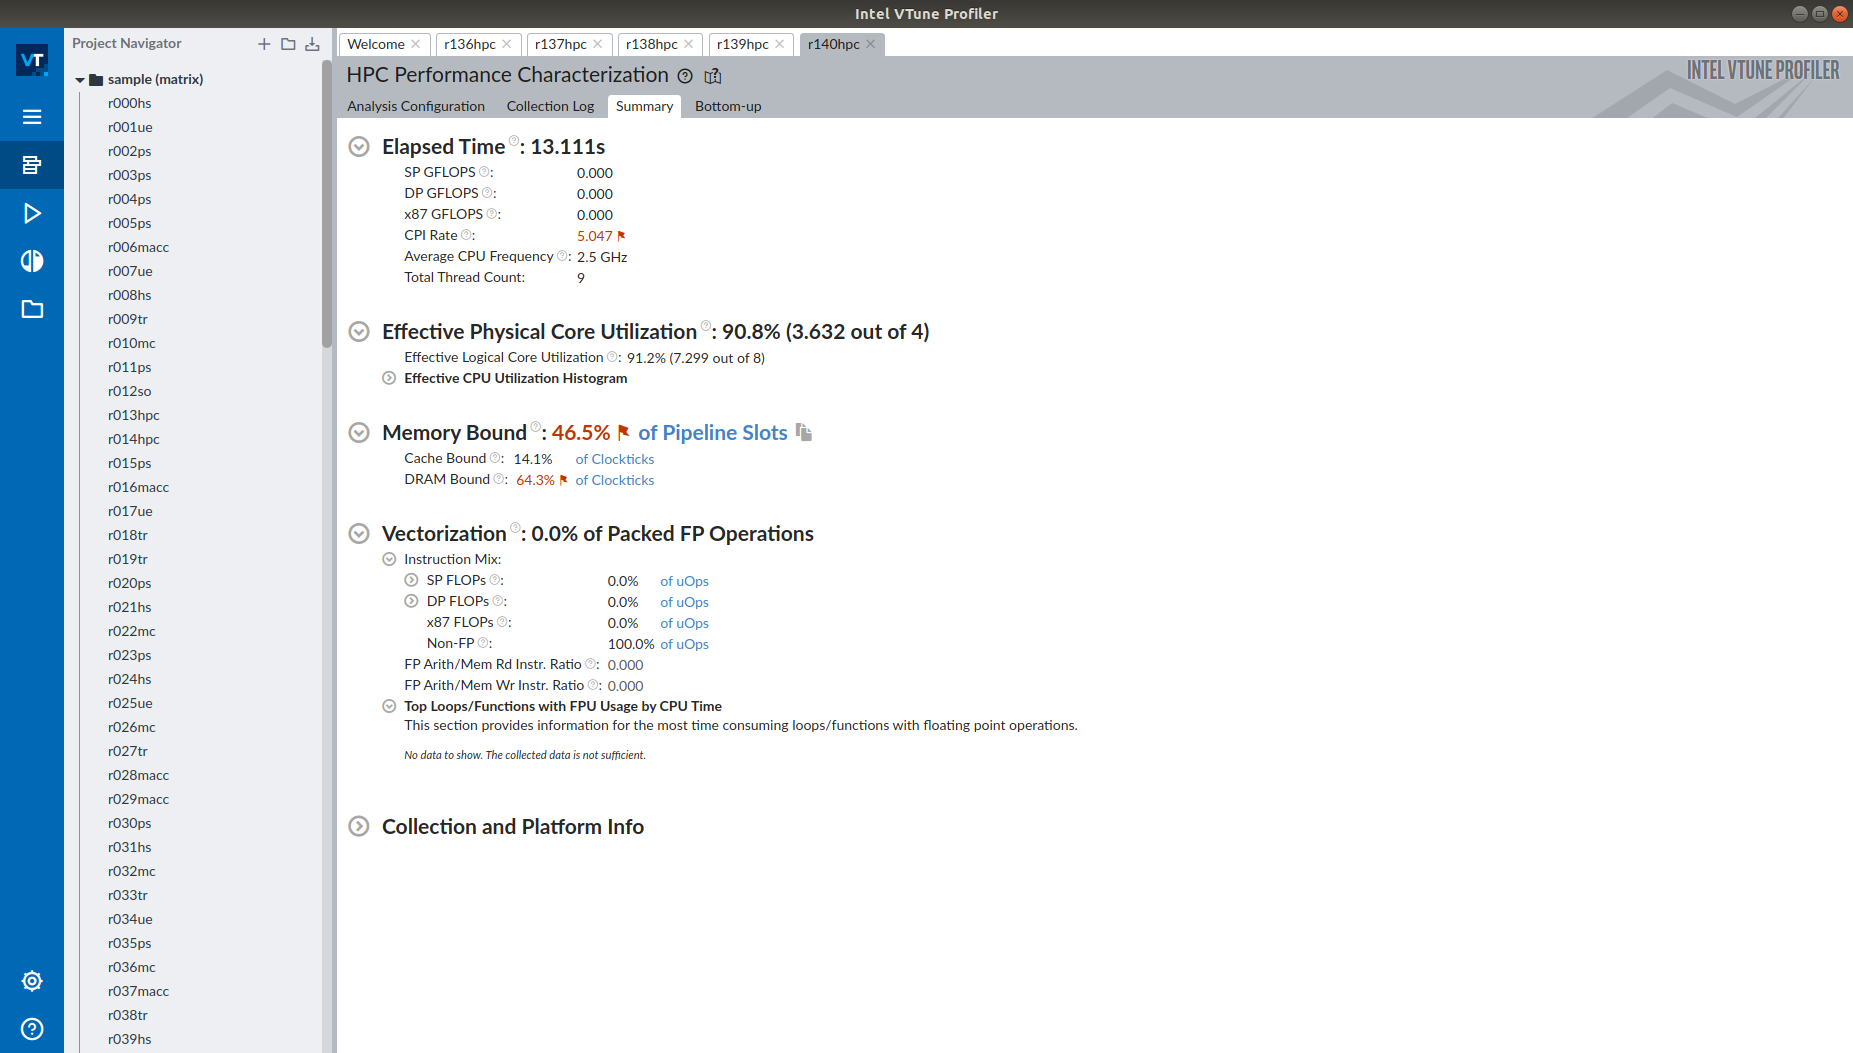 Intel VTune Profiler
VT
Project Navigator
Welcome
r136hpc
r137hpc
r138hpc
r139hpc
r140hpc
HPC Performance Characterization
INTEL VTUNE PROFILER
Analysis Configuration
Collection Log
Summary
Bottom-up
sample (matrix)
r000hs
r001ue
r002ps
r003ps
r004ps
r005ps
r006macc
r007ue
r008hs
r009tr
r010mc
r011ps
r012so
r013hpc
r014hpc
r015ps
r016macc
r017ue
r018tr
r019tr
r020ps
r021hs
r022mc
r023ps
r024hs
r025ue
r026mc
r027tr
r028macc
r029macc
r030ps
r031hs
r032mc
r033tr
r034ue
r035ps
r036mc
r037macc
r038tr
r039hs
Elapsed Time : 13.111s
SP GFLOPS : 0.000
DP GFLOPS : 0.000
x87 GFLOPS : 0.000
CPI Rate : 5.047
Average CPU Frequency : 2.5 GHz
Total Thread Count: 9
Effective Physical Core Utilization : 90.8% (3.632 out of 4)
Effective Logical Core Utilization : 91.2% (7.299 out of 8)
Effective CPU Utilization Histogram
Memory Bound : 46.5% of Pipeline Slots
Cache Bound : 14.1% of Clockticks
DRAM Bound : 64.3% of Clockticks
Vectorization : 0.0% of Packed FP Operations
Instruction Mix:
SP FLOPs : 0.0% of uOps
DP FLOPs : 0.0% of uOps
x87 FLOPs : 0.0% of uOps
Non-FP : 100.0% of uOps
FP Arith/Mem Rd Instr. Ratio : 0.000
FP Arith/Mem Wr Instr. Ratio : 0.000
Top Loops/Functions with FPU Usage by CPU Time
This section provides information for the most time consuming loops/functions with floating point operations.
No data to show. The collected data is not sufficient.
Collection and Platform Info